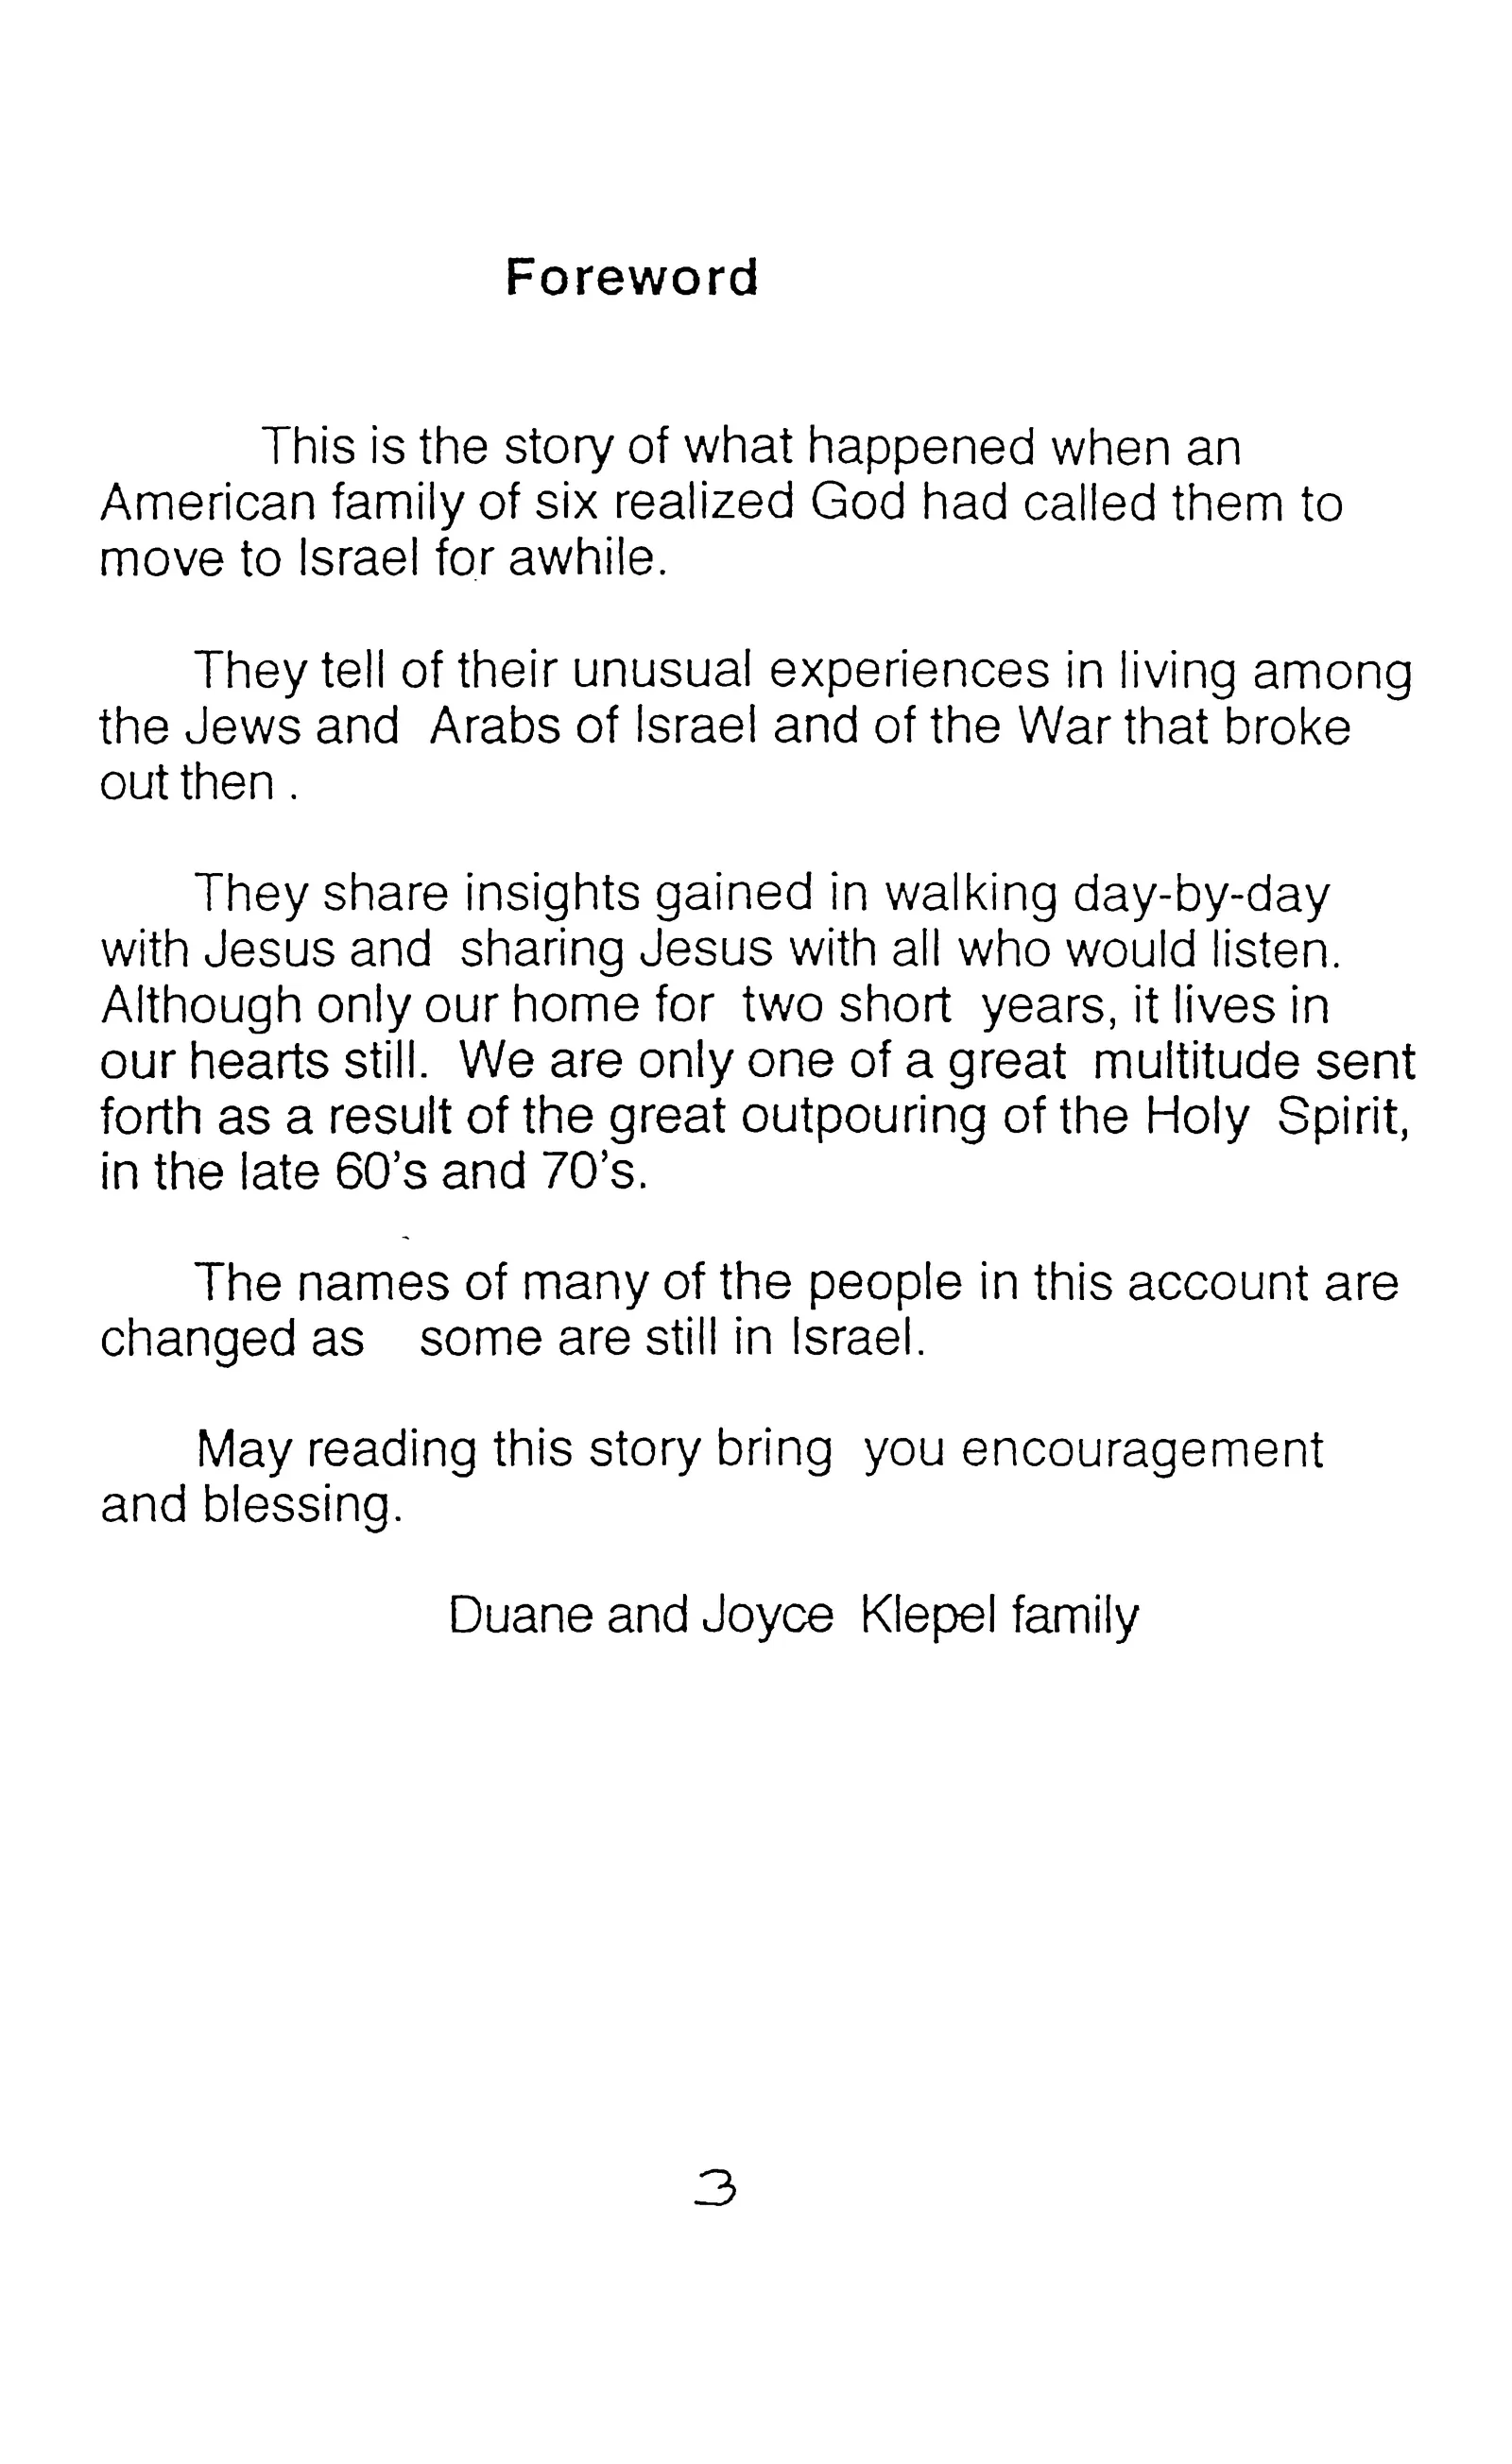 Foreword
This is the story of what happened when an
American family of six realized God had called them to
move to Israel for awhile.
They tell of their unusual experiences in living among
the Jews and Arabs of Israel and of the War that broke
out then .
They share insights gained in walking day-by-day
with Jesus and sharing Jesus with all who would listen.
Although only our home for two short years, it lives in
our hearts still. We are only one of a great multitude sent
forth as a result of the great outpouring of the Holy Spirit,
in the late 60's and 70's.
The names of many of the people in this account are
changed as some are still in Israel.
May reading this story bring you encouragement
and blessing.
Duane and Joyce Klepel family
3